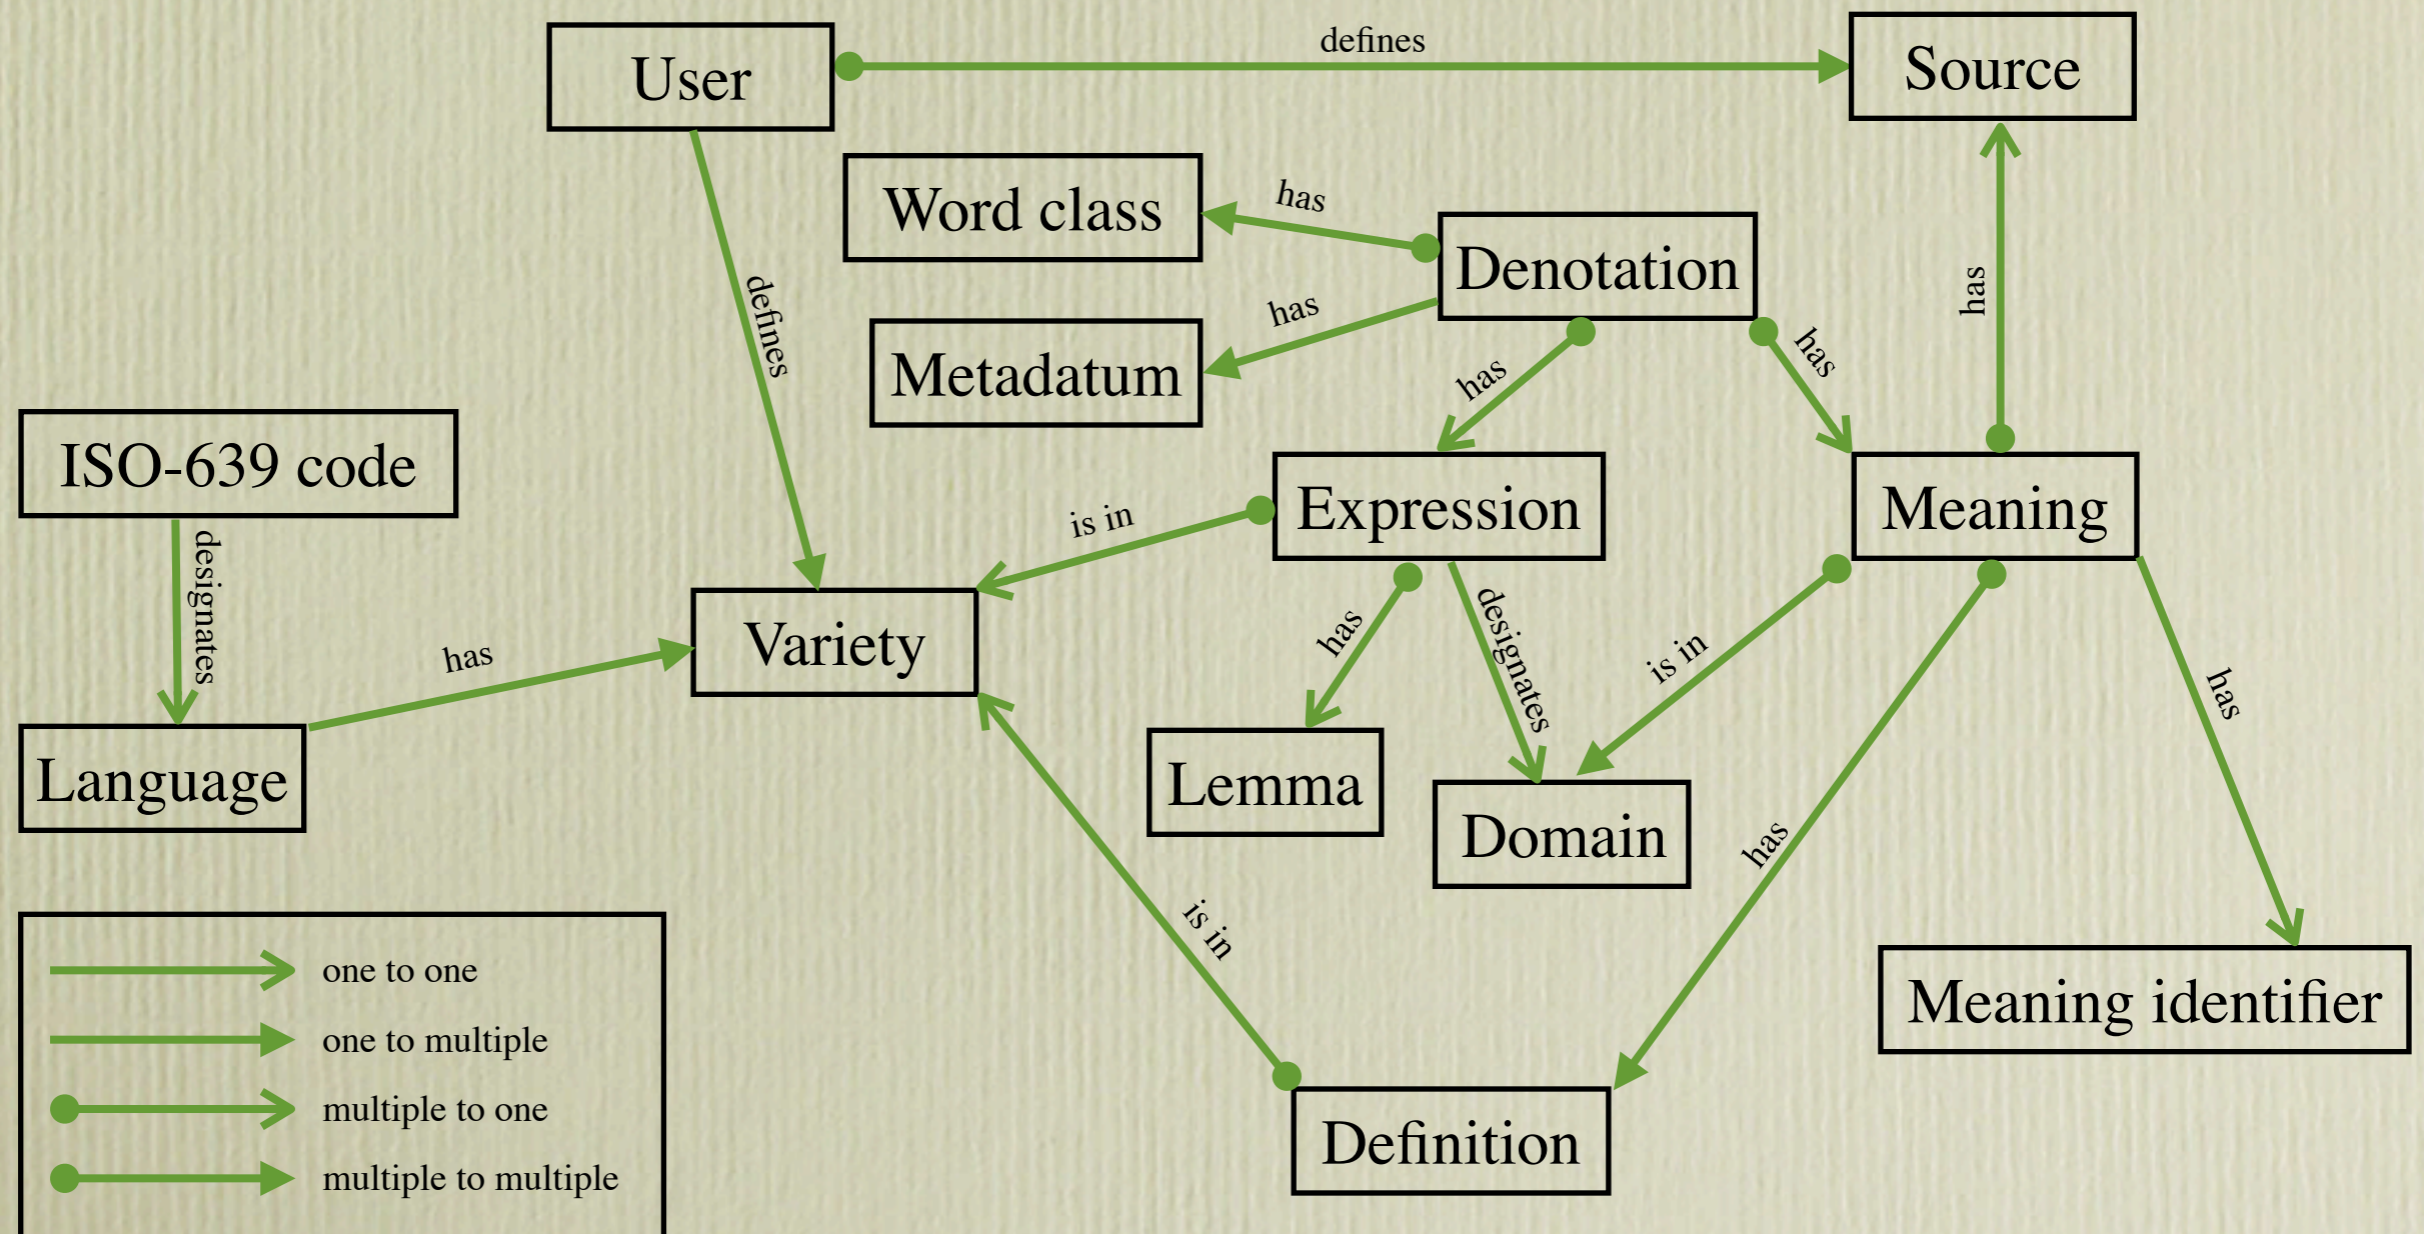 defines
User
Source
Word class
has
Denotation
has
defines
has
Metadatum
has
has
ISO-639 code
is in
Expression
Meaning
designates
Variety
has
has
designates
is in
has
Language
Lemma
Domain
has
is in
Meaning identifier
Definition
one to one
one to multiple
multiple to one
multiple to multiple